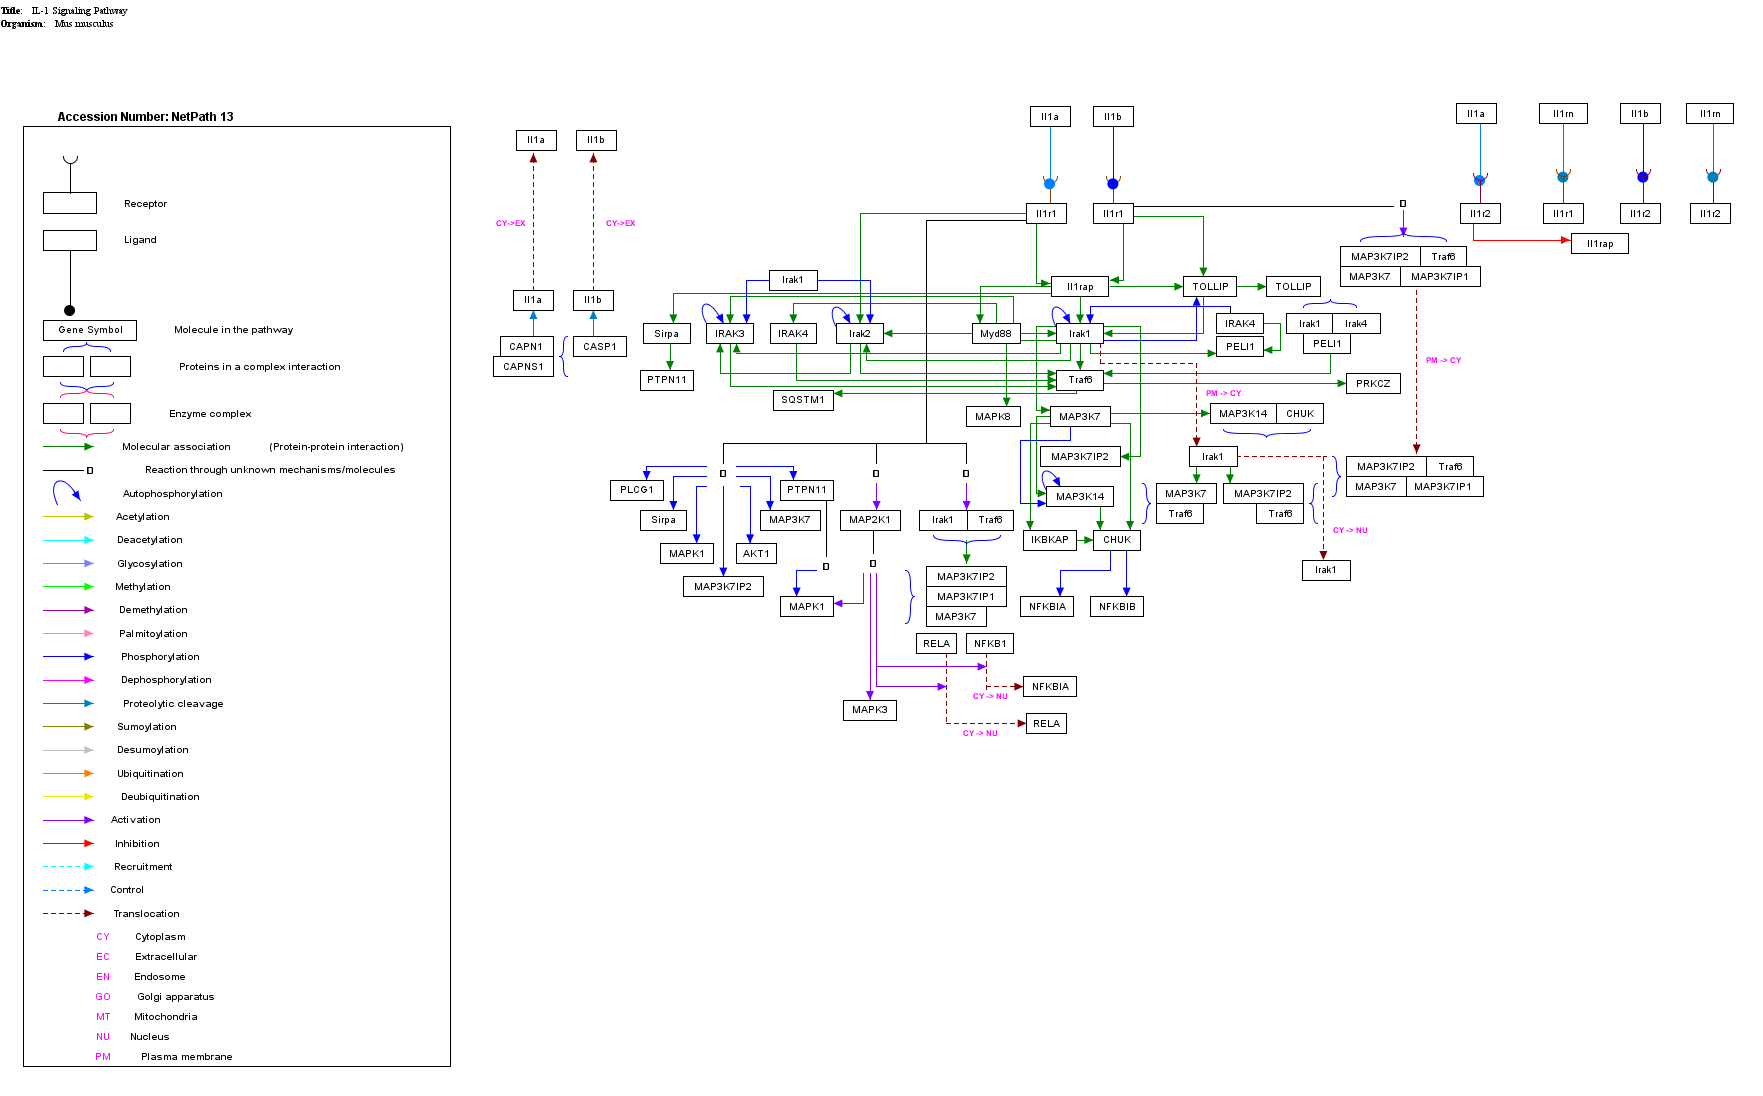 Title: IL-1 Signaling Pathway
Organism: Mus musculus
Accession Number: NetPath 13
Receptor
Ligand
Gene Symbol
Molecule in the pathway
Proteins in a complex interaction
Enzyme complex
Molecular association (Protein-protein interaction)
Reaction through unknown mechanisms/molecules
Autophosphorylation
Acetylation
Deacetylation
Glycosylation
Methylation
Demethylation
Palmitoylation
Phosphorylation
Dephosphorylation
Proteolytic cleavage
Sumoylation
Desumoylation
Ubiquitination
Deubiquitination
Activation
Inhibition
Recruitment
Control
Translocation
CY Cytoplasm
EC Extracellular
EN Endosome
GO Golgi apparatus
MT Mitochondria
NU Nucleus
PM Plasma membrane
Il1a Il1b Il1a Il1rn Il1b Il1rn
Il1a Il1b
Il1r1 Il1r1 Il1r2 Il1r1 Il1r2 Il1r2
CY->EX CY->EX
Il1rap
MAP3K7IP2 Traf6
MAP3K7 MAP3K7IP1
Irak1 Il1rap TOLLIP TOLLIP
Il1a Il1b
Sirpa IRAK3 IRAK4 Irak2 Myd88 Irak1 IRAK4 Irak1 Irak4
CAPN1 CASP1 PELI1 PELI1
CAPNS1
PM -> CY
PTPN11 Traf6 PRKCZ
SQSTM1 PM -> CY
MAPK8 MAP3K7 MAP3K14 CHUK
MAP3K7IP2 Irak1
MAP3K7IP2 Traf6
MAP3K7 MAP3K7IP1
PLCG1 PTPN11 MAP3K14 MAP3K7 MAP3K7IP2
Traf6 Traf6
Sirpa MAP3K7 MAP2K1 Irak1 Traf6
CY -> NU
IKBKAP CHUK
MAPK1 AKT1
Irak1
MAP3K7IP2 MAP3K7IP2
MAP3K7IP1
MAPK1 NFKBIA NFKBIB
MAP3K7
RELA NFKB1
NFKBIA
CY -> NU
MAPK3
RELA
CY -> NU